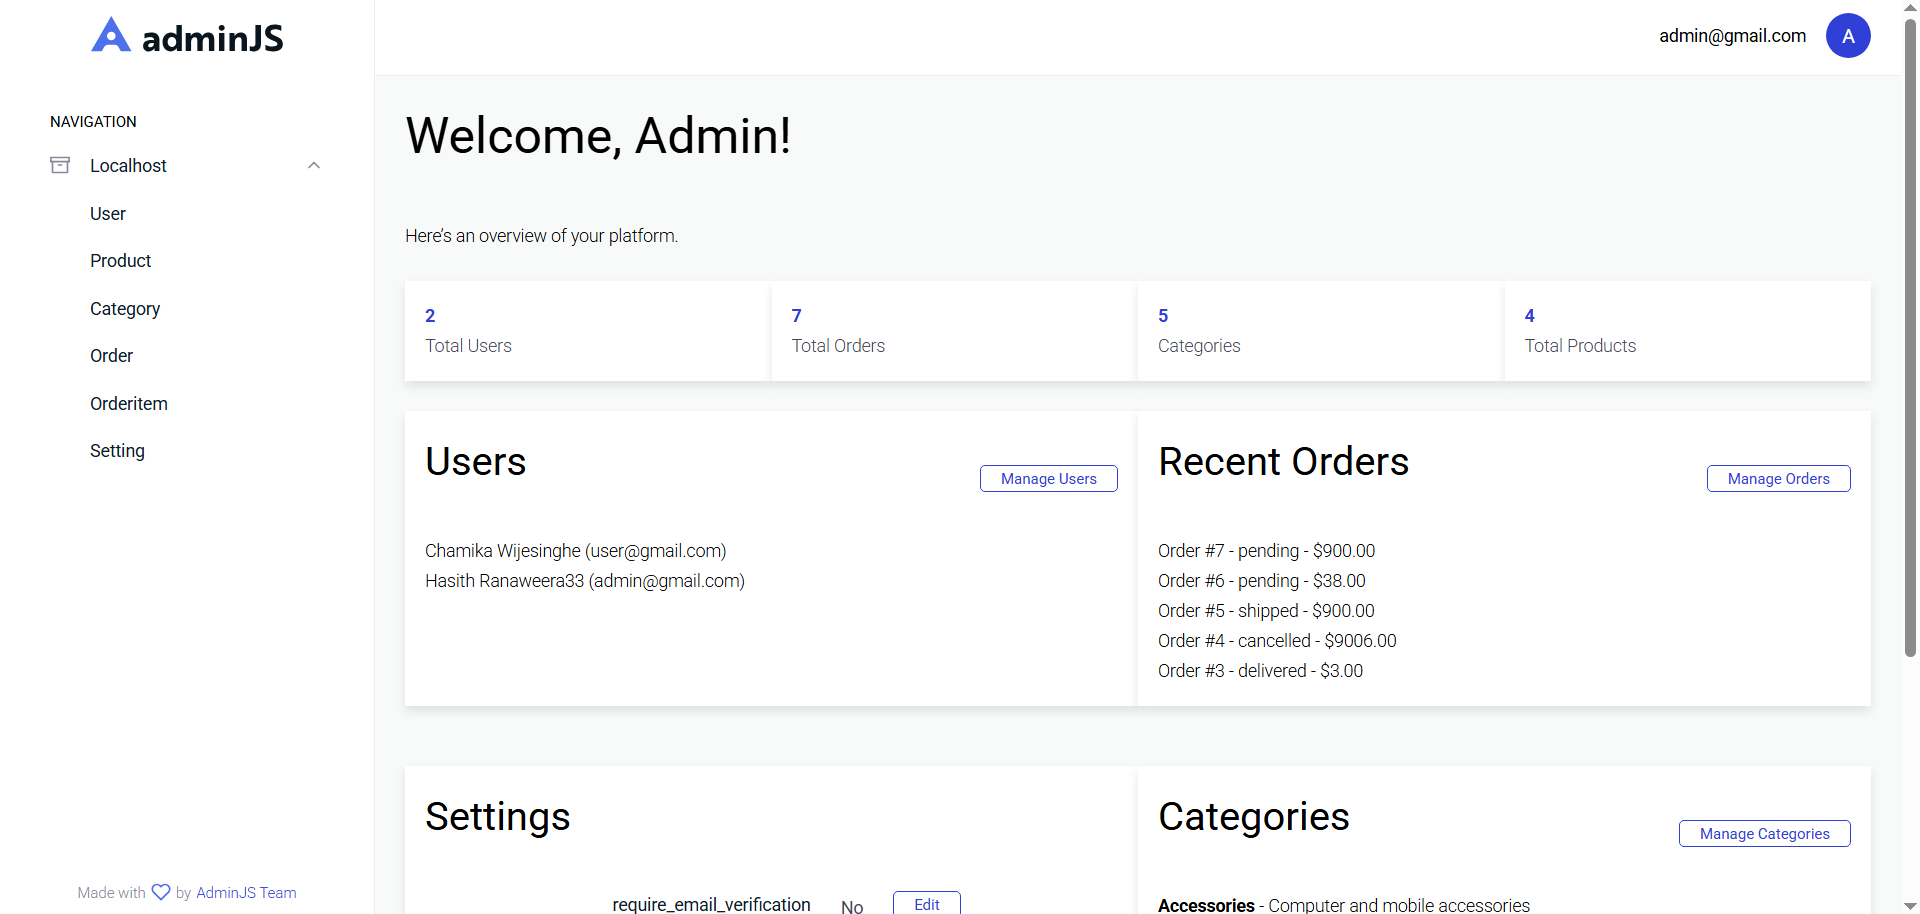 adminJS
admin@gmail.com
A
NAVIGATION
Localhost
User
Product
Category
Order
Orderitem
Setting
Made with by AdminJS Team
Welcome, Admin!
Here’s an overview of your platform.
2
Total Users
7
Total Orders
5
Categories
4
Total Products
Users
Manage Users
Chamika Wijesinghe (user@gmail.com)
Hasith Ranaweera33 (admin@gmail.com)
Recent Orders
Manage Orders
Order #7 - pending - $900.00
Order #6 - pending - $38.00
Order #5 - shipped - $900.00
Order #4 - cancelled - $9006.00
Order #3 - delivered - $3.00
Settings
require_email_verification No Edit
Categories
Manage Categories
Accessories - Computer and mobile accessories